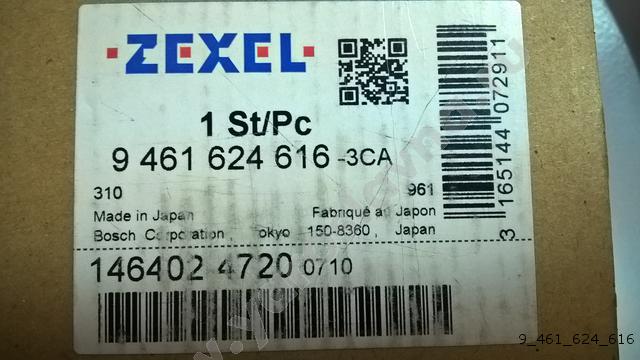 ZEXEL
1 St/Pc
9 461 624 616 -3CA
310 961
Made in Japan Fabriqué au Japon
Bosch Corporation , Tokyo 150-8360 , Japan
146402 4720 0710
3 165144 072911
9_461_624_616